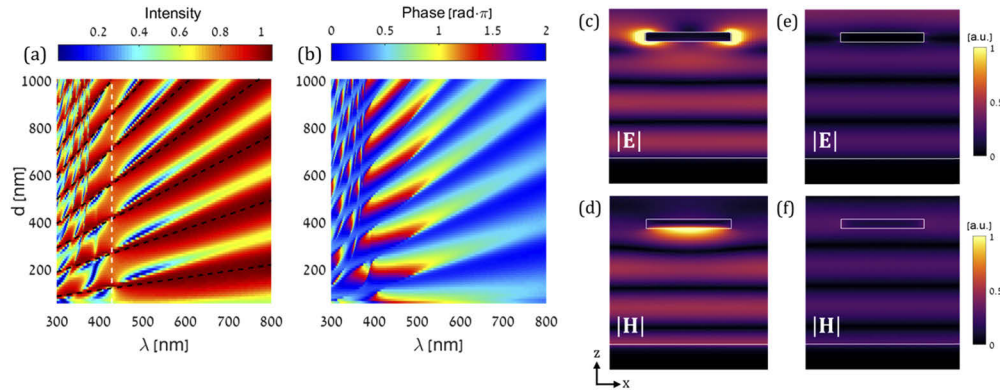 Intensity
0.2 0.4 0.6 0.8 1
(a)
d [nm]
1000
800
600
400
200
300 400 500 600 700 800
λ [nm]
Phase [rad·π]
0 0.5 1 1.5 2
(b)
1000
800
600
400
200
300 400 500 600 700 800
λ [nm]
(c)
|E|
(e)
|E|
[a.u.]
1
0.5
0
(d)
|H|
(f)
|H|
[a.u.]
1
0.5
0
z
x